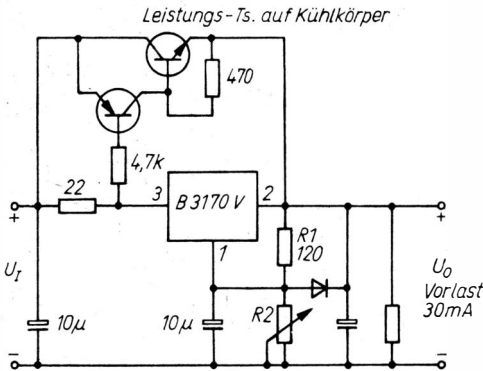 Leistungs-Ts. auf Kühlkörper
470
4,7k
22
3
B 3170 V
2
+
+
1
R1
120
U_I
10µ
10µ
R2
U_O
Vorlast
30mA
−
−